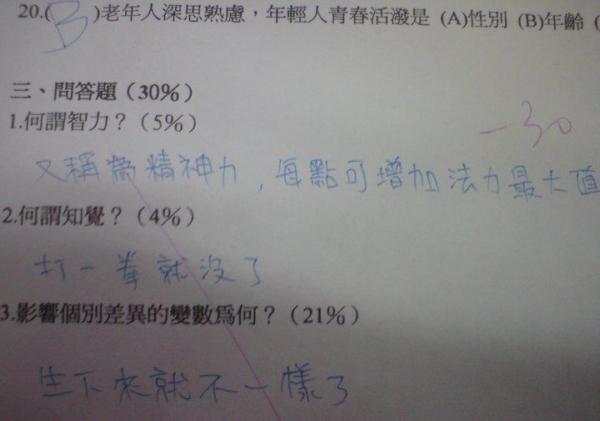 20.(B)老年人深思熟慮，年輕人青春活潑是 (A)性別 (B)年齡 (
三、問答題（30%）
1.何謂智力？（5%）
-30
又稱為精神力，每點可增加法力最大值
2.何謂知覺？（4%）
打一拳就沒了
3.影響個別差異的變數爲何？（21%）
生下來就不一樣了